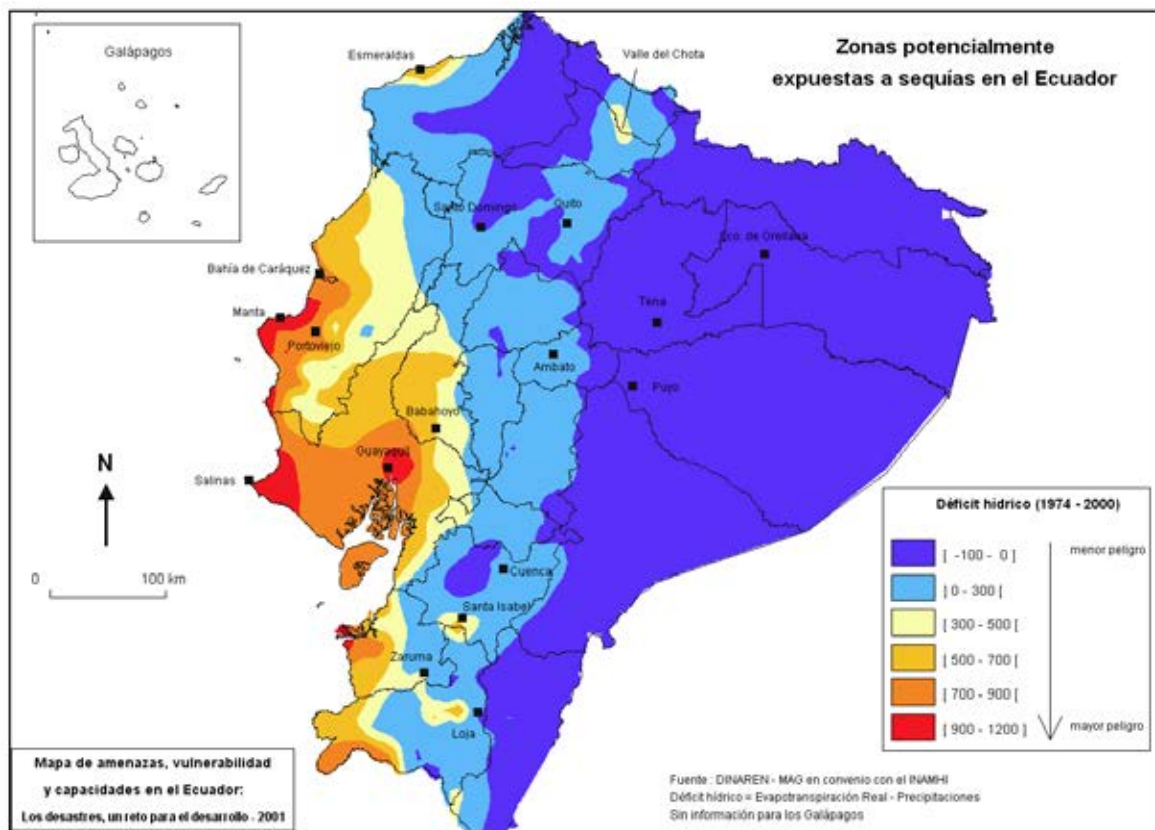 Galápagos
Zonas potencialmente
expuestas a sequías en el Ecuador
Esmeraldas
Valle del Chota
Santo Domingo
Quito
Fco. de Orellana
Bahía de Caráquez
Manta
Portoviejo
Tena
Ambato
Puyo
Babahoyo
Guayaquil
Salinas
N
0 100 km
Cuenca
Santa Isabel
Zaruma
Loja
Déficit hídrico (1974 - 2000)
[ -100 - 0 ]
] 0 - 300 [
[ 300 - 500 [
[ 500 - 700 [
[ 700 - 900 [
[ 900 - 1200 ]
menor peligro
mayor peligro
Mapa de amenazas, vulnerabilidad
y capacidades en el Ecuador:
Los desastres, un reto para el desarrollo - 2001
Fuente : DINAREN - MAG en convenio con el INAMHI
Déficit hídrico = Evapotranspiración Real - Precipitaciones
Sin información para los Galápagos